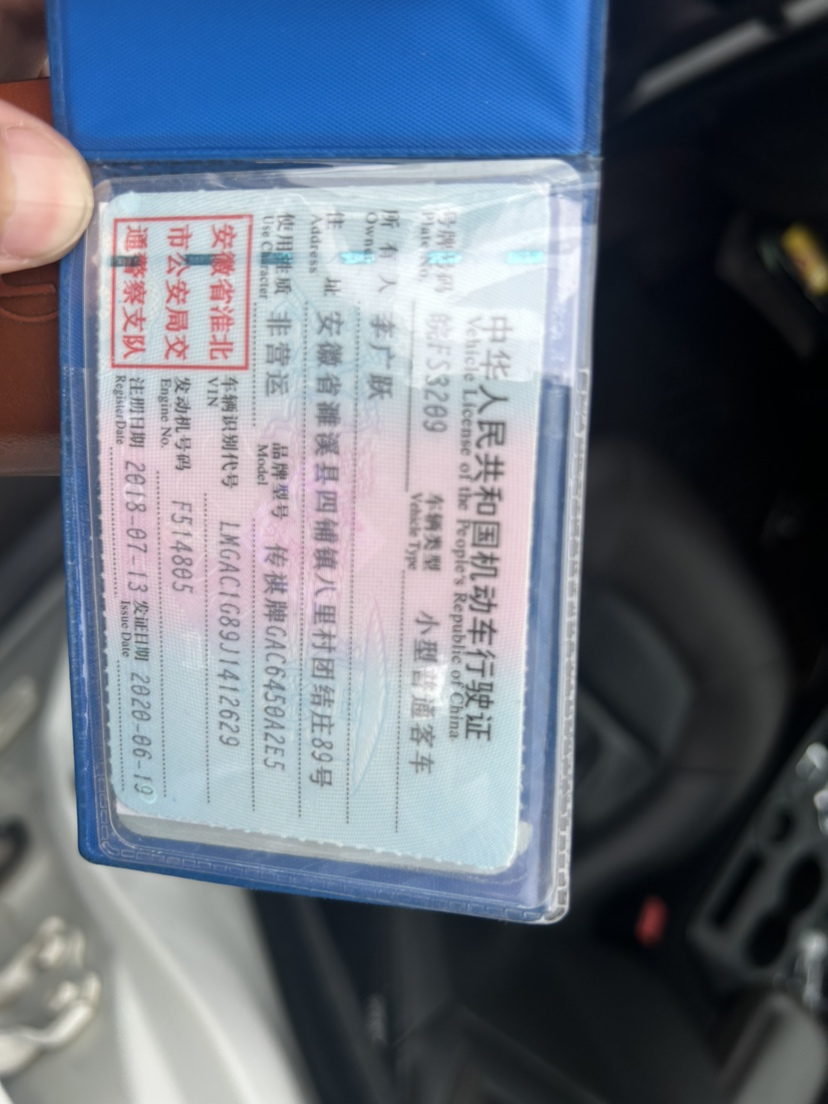 中华人民共和国机动车行驶证
Vehicle License of the People's Republic of China
号牌号码 皖FS3209 车辆类型 小型普通客车
Plate No. Vehicle Type
所有人 李广跃
Owner
住址 安徽省濉溪县四铺镇八里村团结庄89号
Address
使用性质 非营运 品牌型号 传祺牌GAC6450A2E5
Use Character Model
安徽省淮北
市公安局交
通警察支队
车辆识别代号 LMGAC1G89J1412629
VIN
发动机号码 F514805
Engine No.
注册日期 2018-07-13 发证日期 2020-06-19
Register Date Issue Date